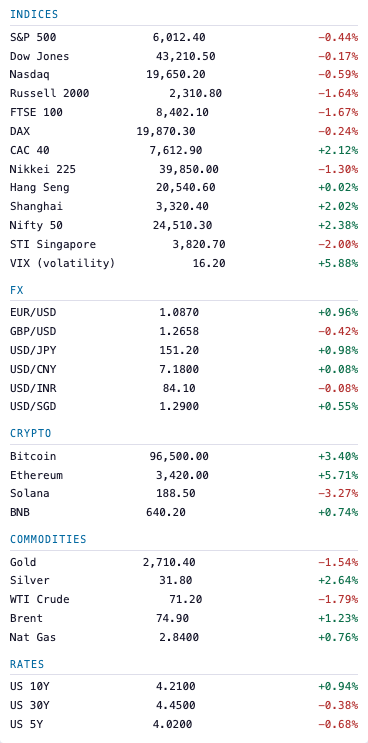 INDICES
S&P 500 6,012.40 −0.44%
Dow Jones 43,210.50 −0.17%
Nasdaq 19,650.20 −0.59%
Russell 2000 2,310.80 −1.64%
FTSE 100 8,402.10 −1.67%
DAX 19,870.30 −0.24%
CAC 40 7,612.90 +2.12%
Nikkei 225 39,850.00 −1.30%
Hang Seng 20,540.60 +0.02%
Shanghai 3,320.40 +2.02%
Nifty 50 24,510.30 +2.38%
STI Singapore 3,820.70 −2.00%
VIX (volatility) 16.20 +5.88%
FX
EUR/USD 1.0870 +0.96%
GBP/USD 1.2658 −0.42%
USD/JPY 151.20 +0.98%
USD/CNY 7.1800 +0.08%
USD/INR 84.10 −0.08%
USD/SGD 1.2900 +0.55%
CRYPTO
Bitcoin 96,500.00 +3.40%
Ethereum 3,420.00 +5.71%
Solana 188.50 −3.27%
BNB 640.20 +0.74%
COMMODITIES
Gold 2,710.40 −1.54%
Silver 31.80 +2.64%
WTI Crude 71.20 −1.79%
Brent 74.90 +1.23%
Nat Gas 2.8400 +0.76%
RATES
US 10Y 4.2100 +0.94%
US 30Y 4.4500 −0.38%
US 5Y 4.0200 −0.68%